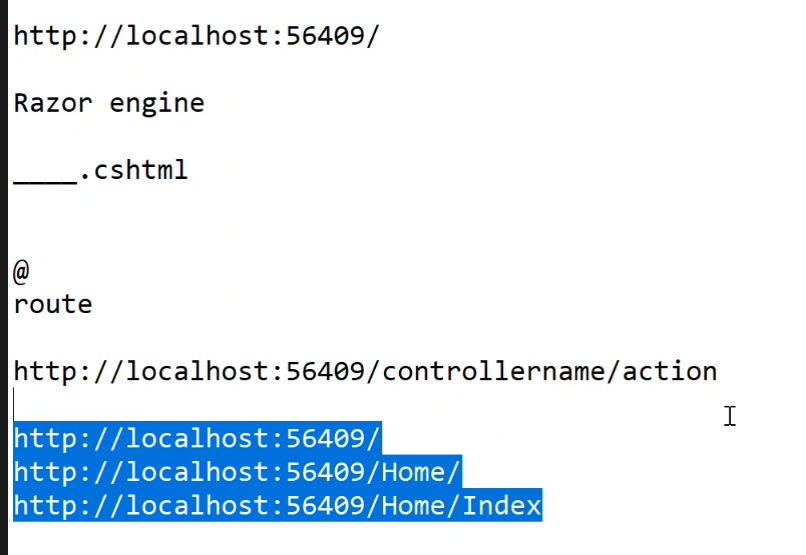 http://localhost:56409/
Razor engine
____.cshtml
@
route
http://localhost:56409/controllername/action
http://localhost:56409/
http://localhost:56409/Home/
http://localhost:56409/Home/Index